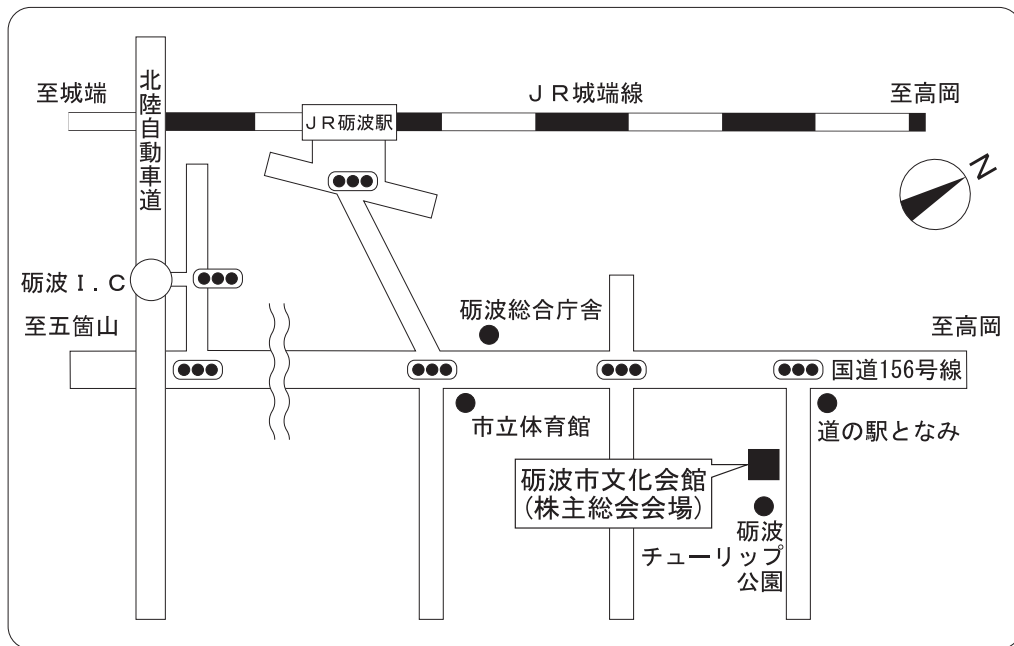 北陸自動車道
至城端
ＪＲ城端線
至高岡
ＪＲ砺波駅
N
砺波Ｉ.Ｃ
至五箇山
砺波総合庁舎
至高岡
国道156号線
市立体育館
道の駅となみ
砺波市文化会館
(株主総会会場)
砺波
チューリップ
公園